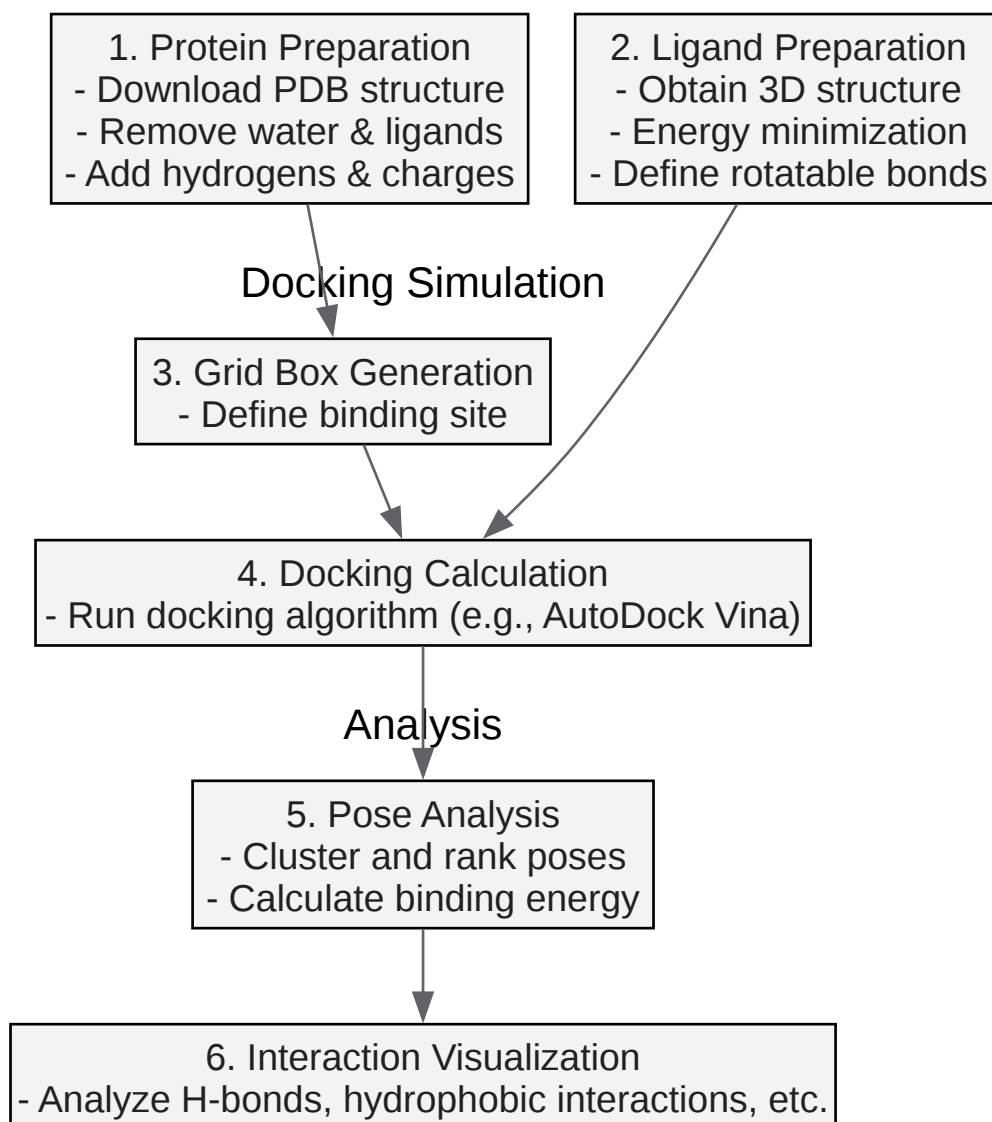 1. Protein Preparation
- Download PDB structure
- Remove water & ligands
- Add hydrogens & charges
2. Ligand Preparation
- Obtain 3D structure
- Energy minimization
- Define rotatable bonds
Docking Simulation
3. Grid Box Generation
- Define binding site
4. Docking Calculation
- Run docking algorithm (e.g., AutoDock Vina)
Analysis
5. Pose Analysis
- Cluster and rank poses
- Calculate binding energy
6. Interaction Visualization
- Analyze H-bonds, hydrophobic interactions, etc.